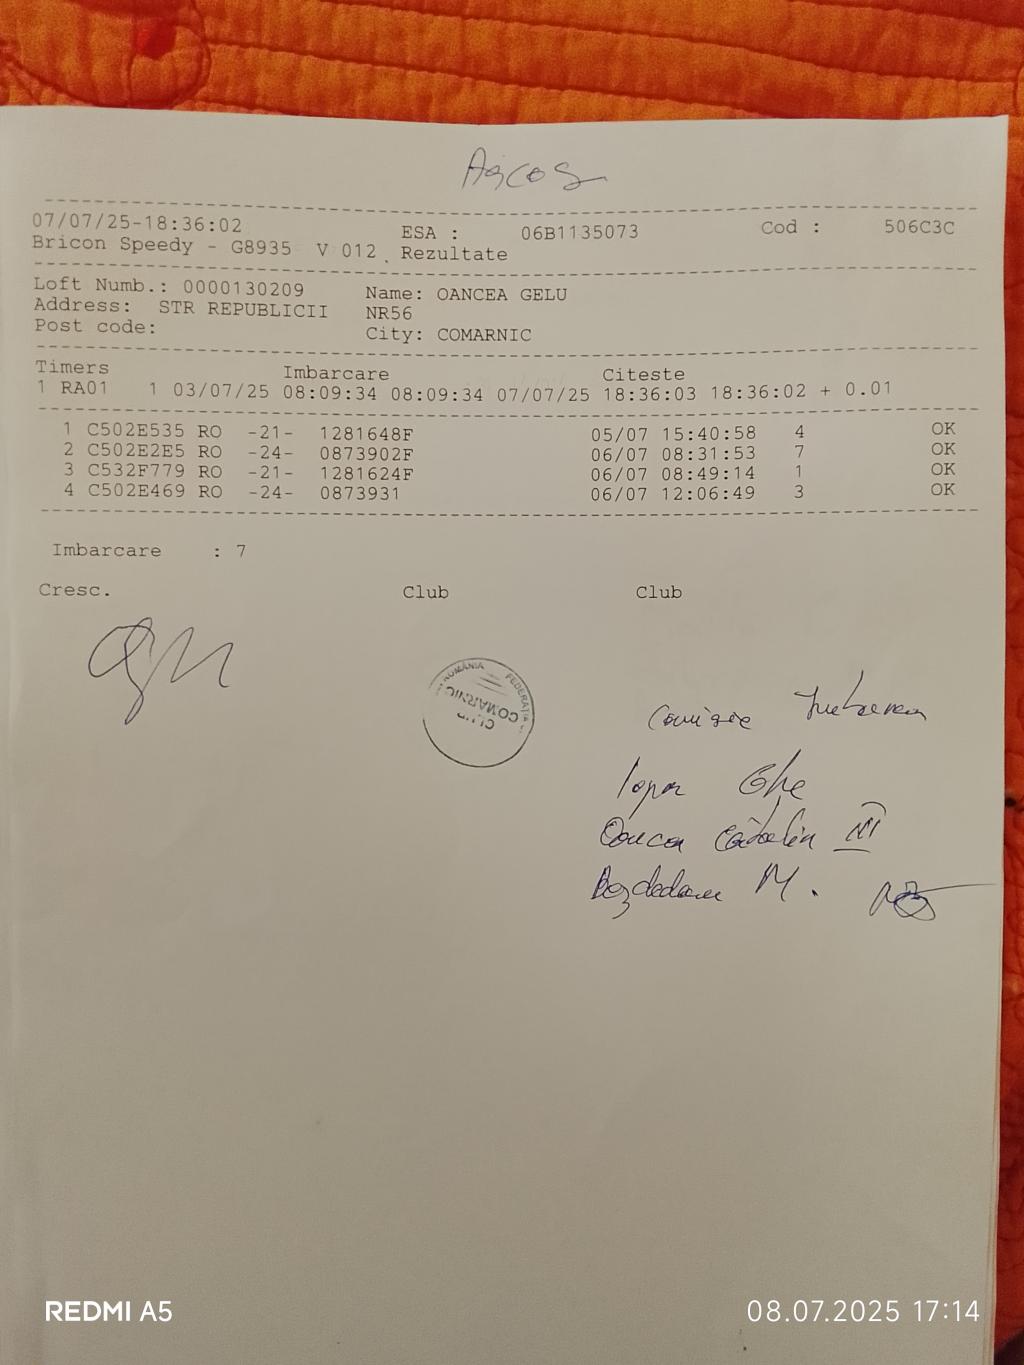 07/07/25-18:36:02 ESA : 06B1135073 Cod : 506C3C
Bricon Speedy - G8935 V 012 Rezultate
Loft Numb.: 0000130209 Name: OANCEA GELU
Address: STR REPUBLICII NR56
Post code: City: COMARNIC
Timers Imbarcare Citeste
1 RA01 1 03/07/25 08:09:34 08:09:34 07/07/25 18:36:03 18:36:02 + 0.01
1 C502E535 RO -21- 1281648F 05/07 15:40:58 4 OK
2 C502E2E5 RO -24- 0873902F 06/07 08:31:53 7 OK
3 C532F779 RO -21- 1281624F 06/07 08:49:14 1 OK
4 C502E469 RO -24- 0873931 06/07 12:06:49 3 OK
Imbarcare : 7
Cresc. Club Club
ROMÂNIA FEDERAȚIA
COMARNIC
Comisie
Ghe
Cătălin
M.
REDMI A5 08.07.2025 17:14